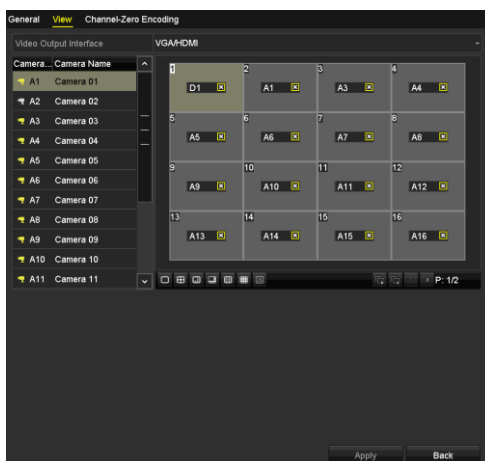 General View Channel-Zero Encoding
Video Output Interface VGA/HDMI
Camera... Camera Name
A1 Camera 01
A2 Camera 02
A3 Camera 03
A4 Camera 04
A5 Camera 05
A6 Camera 06
A7 Camera 07
A8 Camera 08
A9 Camera 09
A10 Camera 10
A11 Camera 11
1 2 3 4
D1 A1 A3 A4
5 6 7 8
A5 A6 A7 A8
9 10 11 12
A9 A10 A11 A12
13 14 15 16
A13 A14 A15 A16
P: 1/2
Apply Back